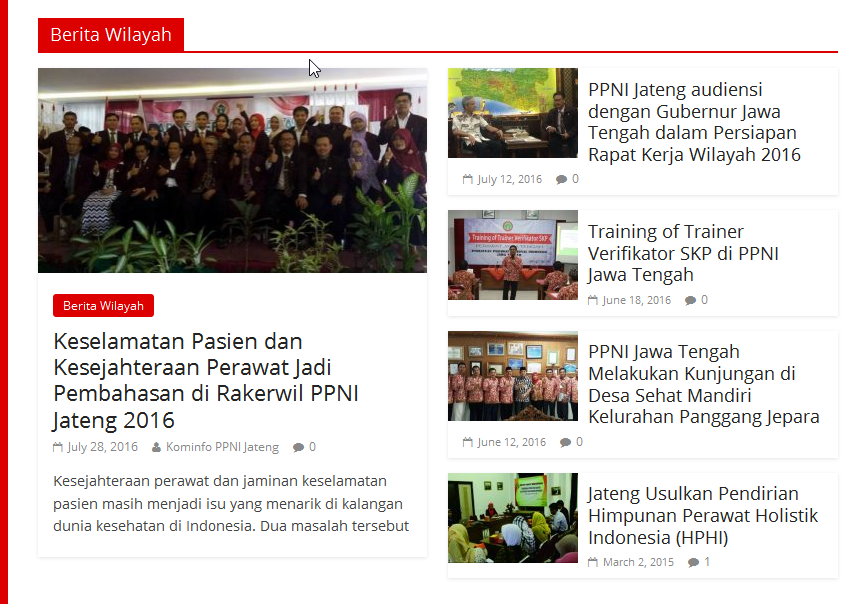 Berita Wilayah
Berita Wilayah
Keselamatan Pasien dan
Kesejahteraan Perawat Jadi
Pembahasan di Rakerwil PPNI
Jateng 2016
July 28, 2016 Kominfo PPNI Jateng 0
Kesejahteraan perawat dan jaminan keselamatan
pasien masih menjadi isu yang menarik di kalangan
dunia kesehatan di Indonesia. Dua masalah tersebut
PPNI Jateng audiensi
dengan Gubernur Jawa
Tengah dalam Persiapan
Rapat Kerja Wilayah 2016
July 12, 2016 0
Training of Trainer Verifikator SKP
Training of Trainer
Verifikator SKP di PPNI
Jawa Tengah
June 18, 2016 0
PPNI Jawa Tengah
Melakukan Kunjungan di
Desa Sehat Mandiri
Kelurahan Panggang Jepara
June 12, 2016 0
Jateng Usulkan Pendirian
Himpunan Perawat Holistik
Indonesia (HPHI)
March 2, 2015 1